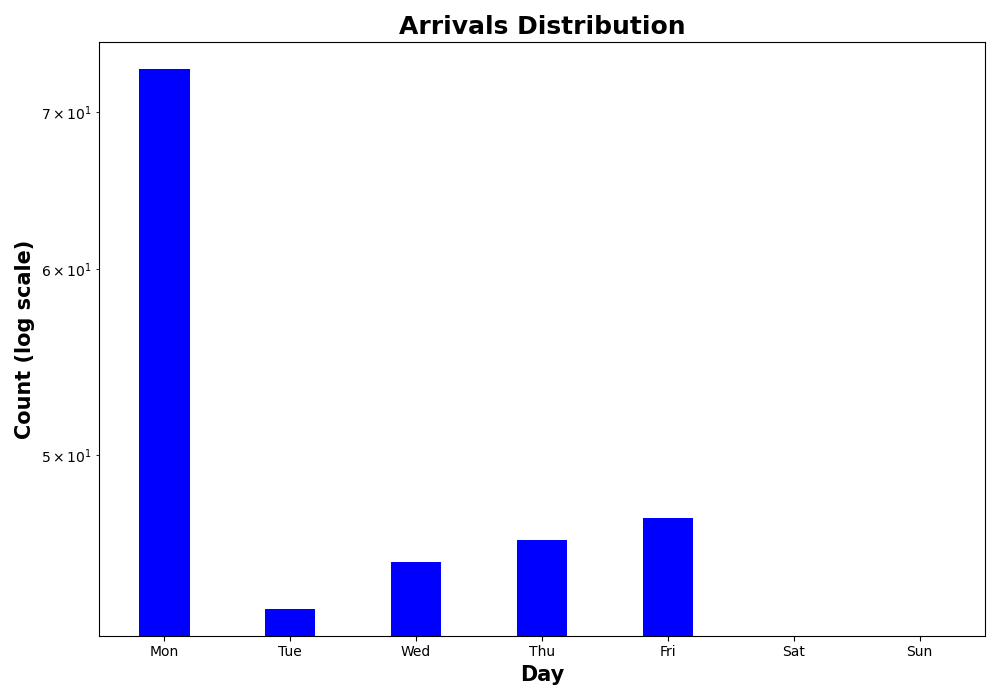 Arrivals Distribution
Count (log scale)
7 × 10¹
6 × 10¹
5 × 10¹
Mon Tue Wed Thu Fri Sat Sun
Day